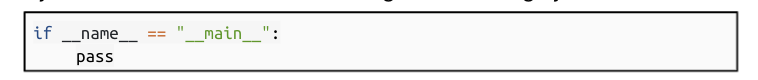 if __name__ == "__main__":
    pass